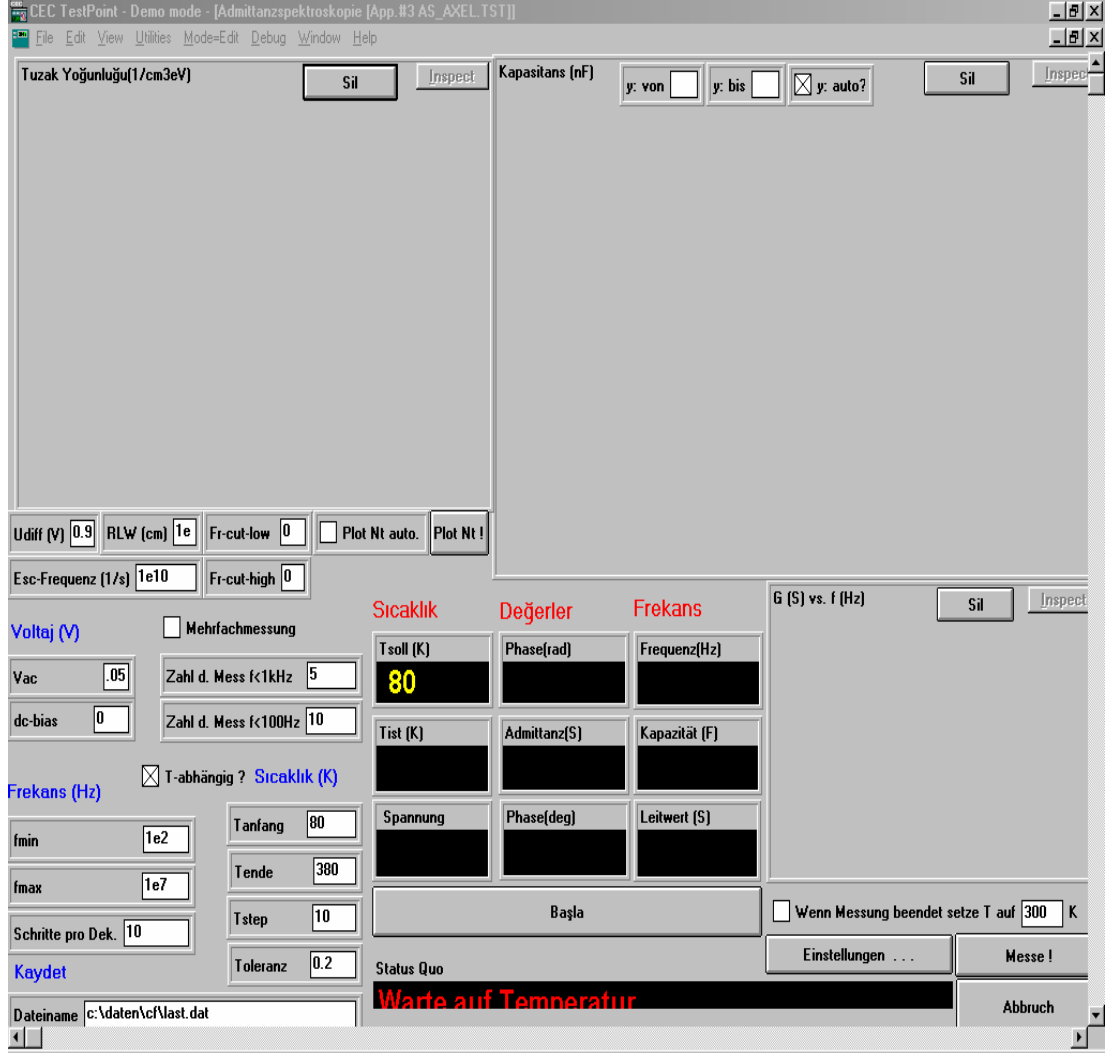 CEC TestPoint - Demo mode - [Admittanzspektroskopie [App.#3 AS_AXEL.TST]]
File Edit View Utilities Mode=Edit Debug Window Help
Tuzak Yoğunluğu(1/cm3eV)
Sil
Inspect
Kapasitans (nF)
y: von
y: bis
y: auto?
Sil
Inspec
Udiff (V) 0.9
RLW (cm) 1e
Fr-cut-low 0
Plot Nt auto.
Plot Nt !
Esc-Frequenz (1/s) 1e10
Fr-cut-high 0
Voltaj (V)
Mehrfachmessung
Vac .05
Zahl d. Mess f<1kHz 5
dc-bias 0
Zahl d. Mess f<100Hz 10
T-abhängig ? Sıcaklık (K)
Frekans (Hz)
fmin 1e2
fmax 1e7
Schritte pro Dek. 10
Tanfang 80
Tende 380
Tstep 10
Toleranz 0.2
Kaydet
Dateiname c:\daten\cf\last.dat
Sıcaklık
Değerler
Frekans
Tsoll (K)
80
Phase(rad)
Frequenz(Hz)
Tist (K)
Admittanz(S)
Kapazität (F)
Spannung
Phase(deg)
Leitwert (S)
Başla
Status Quo
Warte auf Temperatur
G (S) vs. f (Hz)
Sil
Inspect
Wenn Messung beendet setze T auf 300 K
Einstellungen . . .
Messe !
Abbruch